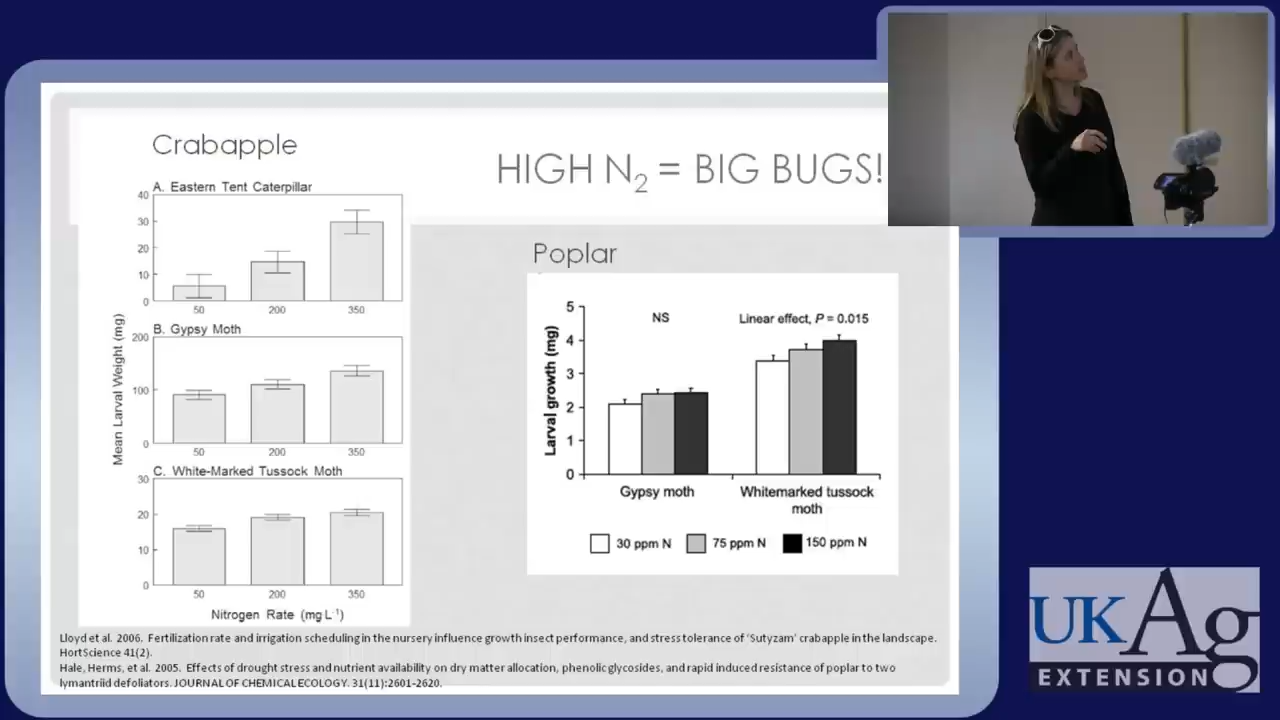 Crabapple
HIGH N2 = BIG BUGS!
A. Eastern Tent Caterpillar
40
30
20
10
0
50 200 350
B. Gypsy Moth
200
100
0
50 200 350
C. White-Marked Tussock Moth
30
20
10
0
50 200 350
Mean Larval Weight (mg)
Nitrogen Rate (mg L-1)
Poplar
5
4
3
2
1
0
Larval growth (mg)
NS
Linear effect, P = 0.015
Gypsy moth
Whitemarked tussock
moth
30 ppm N 75 ppm N 150 ppm N
Lloyd et al. 2006. Fertilization rate and irrigation scheduling in the nursery influence growth insect performance, and stress tolerance of ‘Sutyzam’ crabapple in the landscape.
HortScience 41(2).
Hale, Herms, et al. 2005. Effects of drought stress and nutrient availability on dry matter allocation, phenolic glycosides, and rapid induced resistance of poplar to two
lymantriid defoliators. JOURNAL OF CHEMICAL ECOLOGY. 31(11):2601-2620.
UKAg
EXTENSION